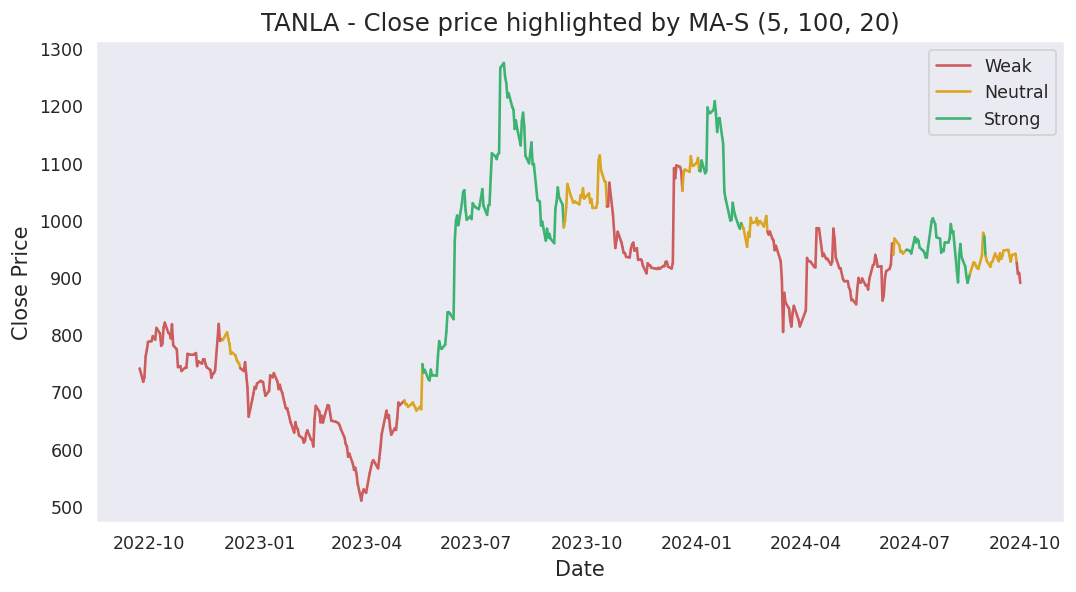 TANLA - Close price highlighted by MA-S (5, 100, 20)
1300
1200
1100
1000
900
800
700
600
500
Close Price
Weak
Neutral
Strong
2022-10 2023-01 2023-04 2023-07 2023-10 2024-01 2024-04 2024-07 2024-10
Date